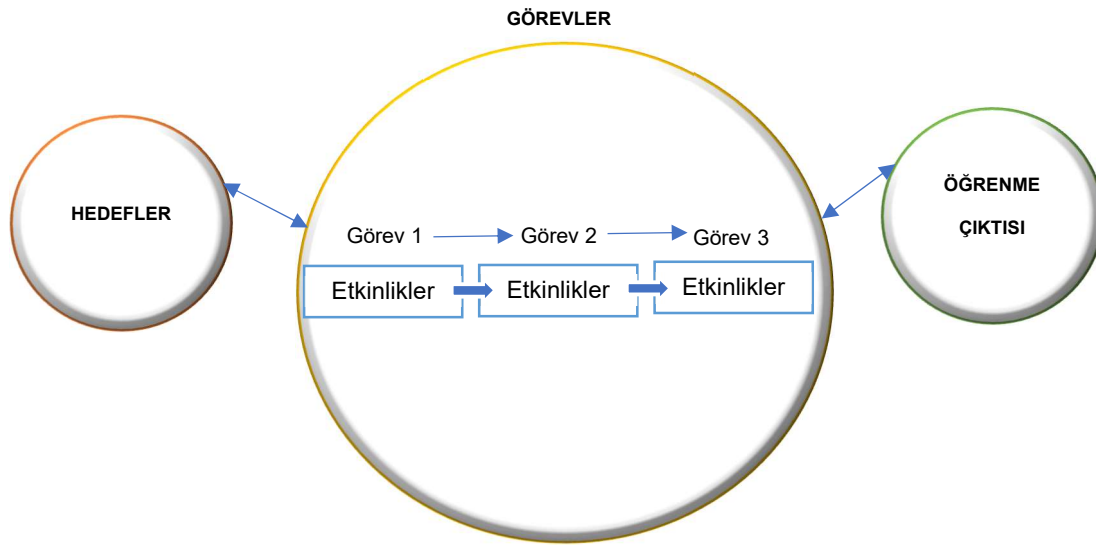 GÖREVLER
HEDEFLER
Görev 1
Görev 2
Görev 3
Etkinlikler
Etkinlikler
Etkinlikler
ÖĞRENME
ÇIKTISI